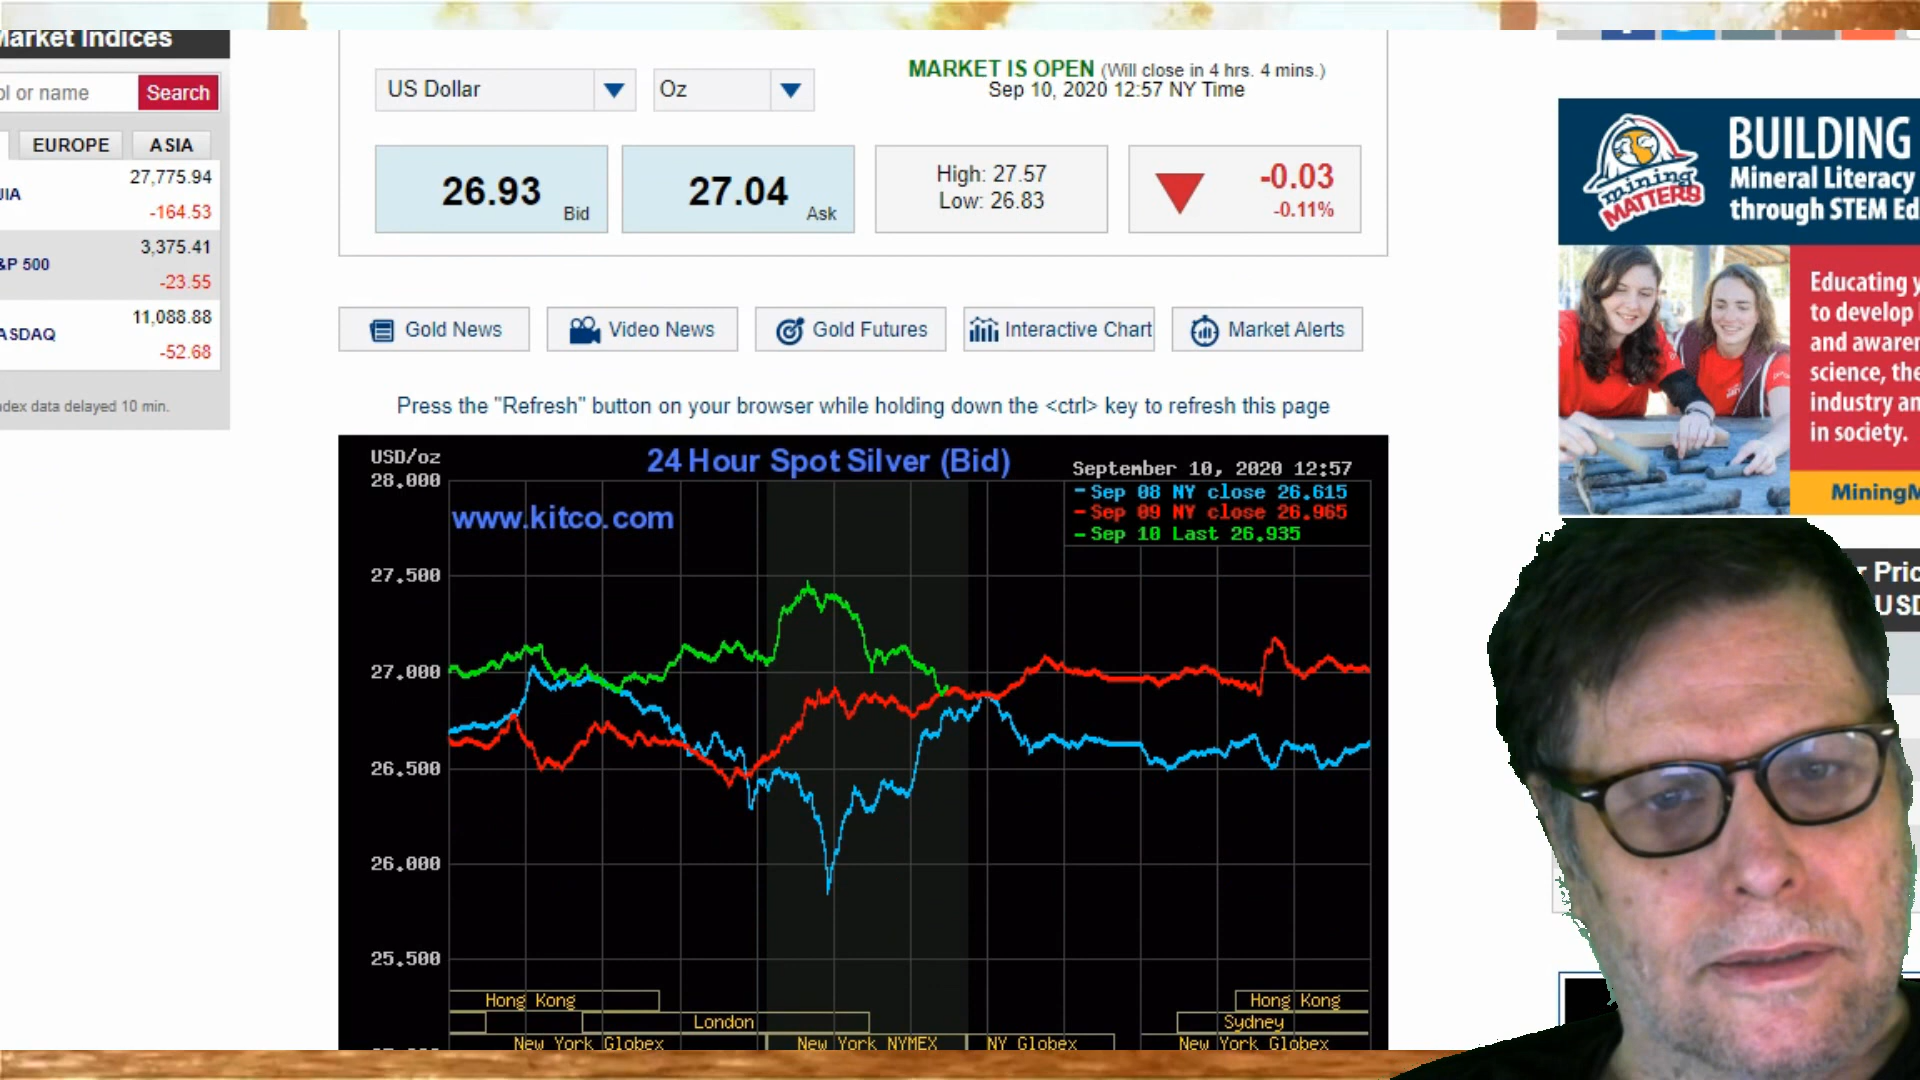 Market Indices
ol or name
Search
EUROPE
ASIA
27,775.94
JIA
-164.53
3,375.41
&P 500
-23.55
11,088.88
ASDAQ
-52.68
dex data delayed 10 min.
US Dollar
Oz
MARKET IS OPEN (Will close in 4 hrs. 4 mins.)
Sep 10, 2020 12:57 NY Time
26.93 Bid
27.04 Ask
High: 27.57
Low: 26.83
-0.03
-0.11%
Gold News
Video News
Gold Futures
Interactive Chart
Market Alerts
Press the "Refresh" button on your browser while holding down the <ctrl> key to refresh this page
USD/oz
24 Hour Spot Silver (Bid)
September 10, 2020 12:57
28.000
Sep 08 NY close 26.615
www.kitco.com
Sep 09 NY close 26.965
Sep 10 Last 26.935
27.500
27.000
26.500
26.000
25.500
Hong Kong
Hong Kong
London
Sydney
New York Globex
New York NYMEX
NY Globex
New York Globex
mining
MATTERS
BUILDING
Mineral Literacy
through STEM Ed
Educating y
to develop
and awaren
science, the
industry an
in society.
MiningM
r Pric
USD